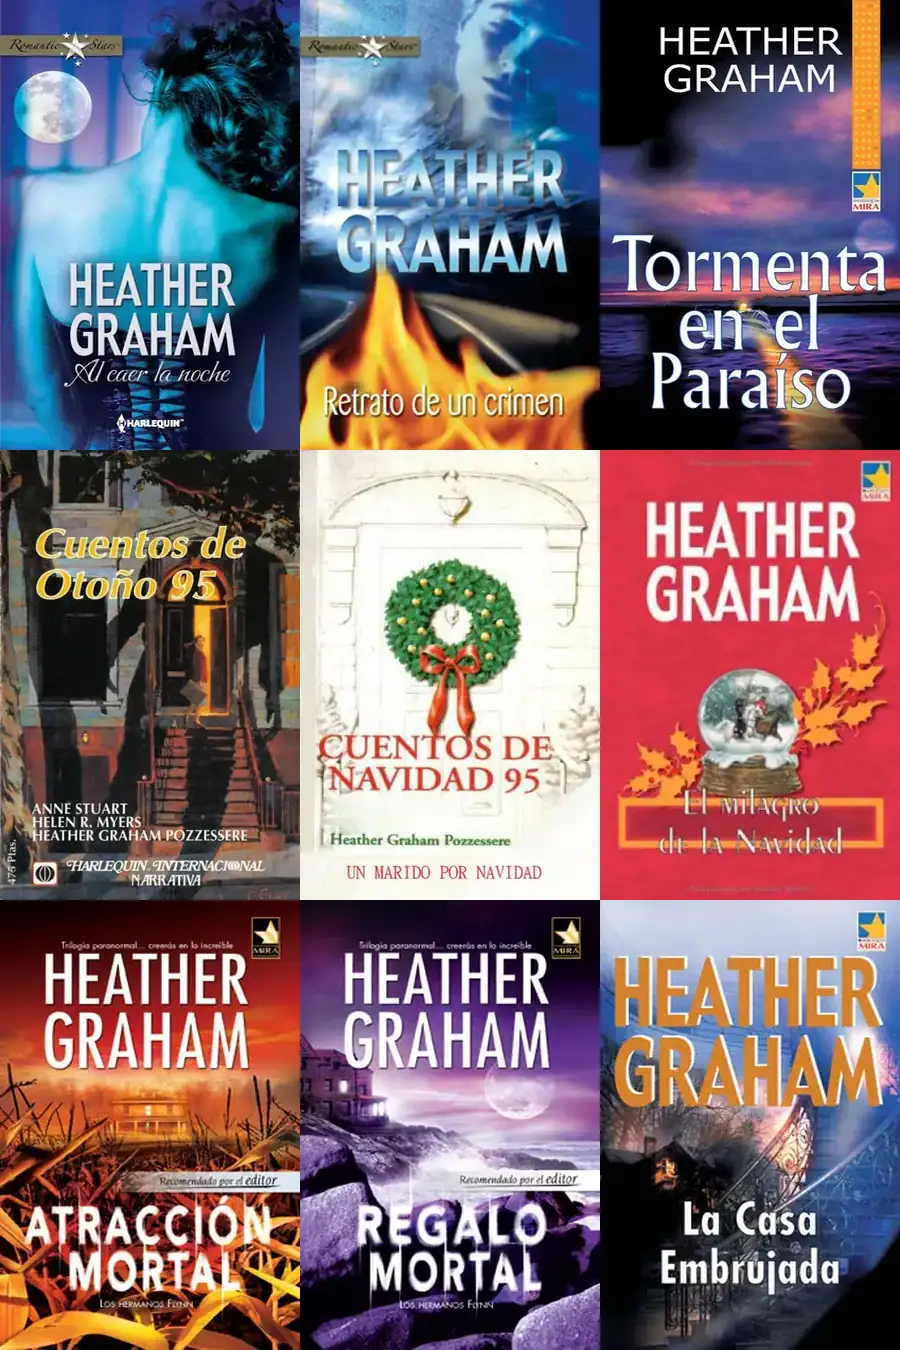 Romantic Stars
HEATHER
GRAHAM
Al caer la noche
HARLEQUIN™
Romantic Stars
HEATHER
GRAHAM
Retrato de un crimen
HEATHER
GRAHAM
MIRA
Tormenta
en el
Paraíso
Cuentos de
Otoño 95
ANNE STUART
HELEN R. MYERS
HEATHER GRAHAM POZZESSERE
475 Ptas.
HARLEQUIN INTERNACIONAL
NARRATIVA
CUENTOS DE
NAVIDAD 95
Heather Graham Pozzessere
UN MARIDO POR NAVIDAD
MIRA
HEATHER
GRAHAM
El milagro
de la Navidad
Trilogía paranormal... creerás en lo increíble
MIRA
HEATHER
GRAHAM
Recomendado por el editor
ATRACCIÓN
MORTAL
LOS HERMANOS FLYNN
Trilogía paranormal... creerás en lo increíble
MIRA
HEATHER
GRAHAM
Recomendado por el editor
REGALO
MORTAL
LOS HERMANOS FLYNN
MIRA
HEATHER
GRAHAM
La Casa
Embrujada